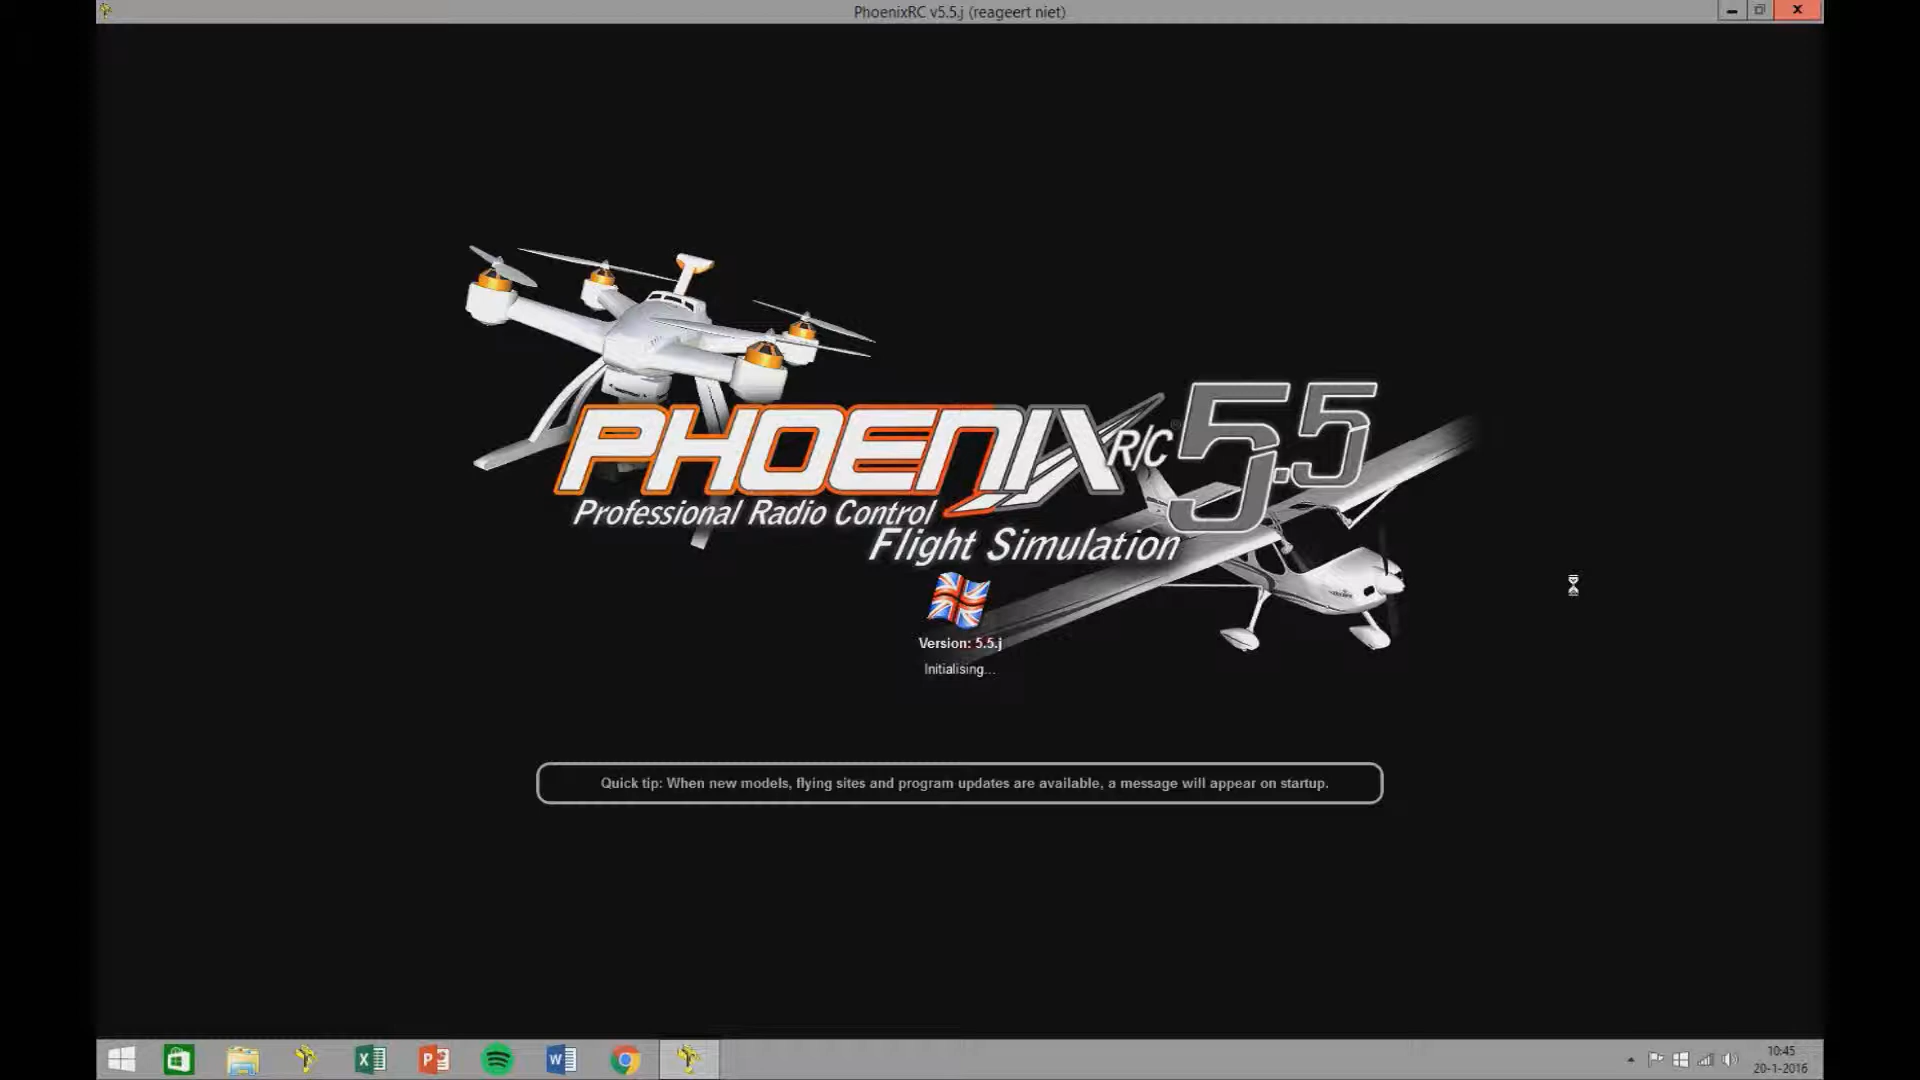 PhoenixRC v5.5.j (reageert niet)
PHOENIX R/C 5.5
Professional Radio Control
Flight Simulation
Version: 5.5.j
Initialising...
Quick tip: When new models, flying sites and program updates are available, a message will appear on startup.
10:45
20-1-2016